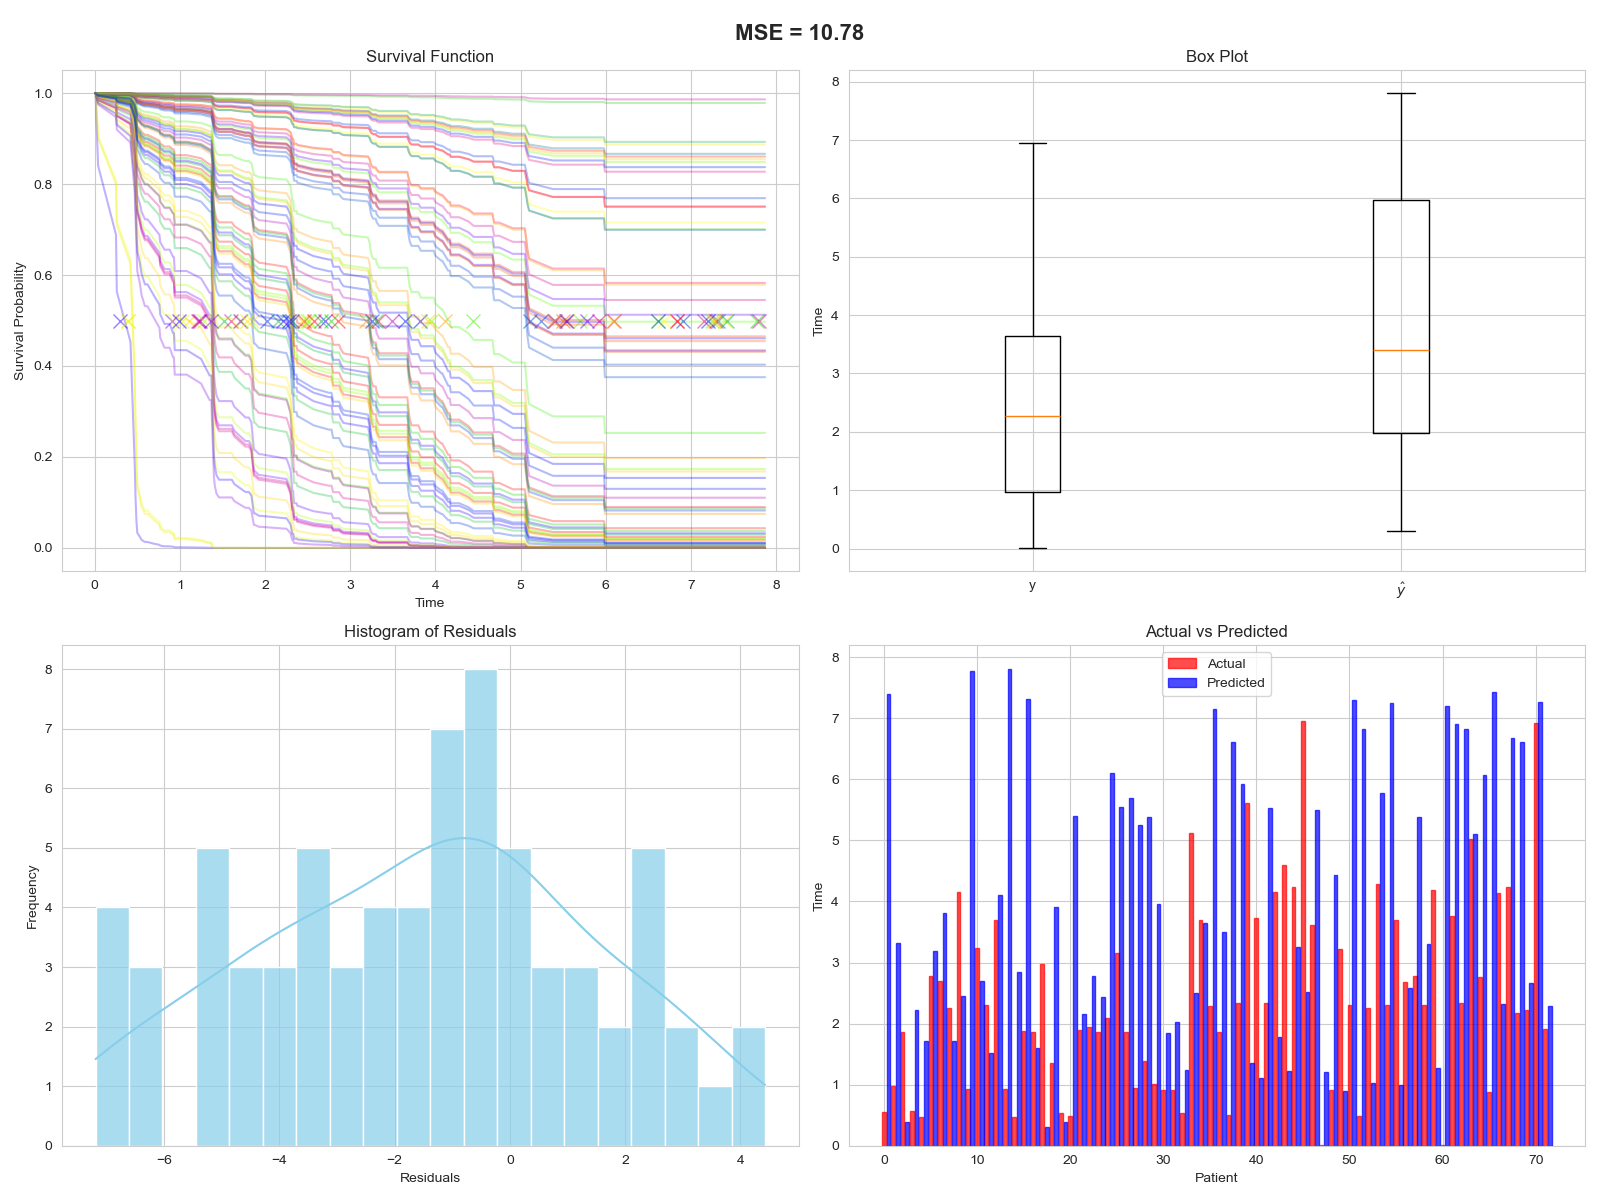 MSE = 10.78
Survival Function
1.0
0.8
0.6
0.4
0.2
0.0
Survival Probability
0 1 2 3 4 5 6 7 8
Time
Box Plot
8
7
6
5
4
3
2
1
0
Time
y ŷ
Histogram of Residuals
8
7
6
5
4
3
2
1
0
Frequency
−6 −4 −2 0 2 4
Residuals
Actual vs Predicted
Actual
Predicted
8
7
6
5
4
3
2
1
0
Time
0 10 20 30 40 50 60 70
Patient